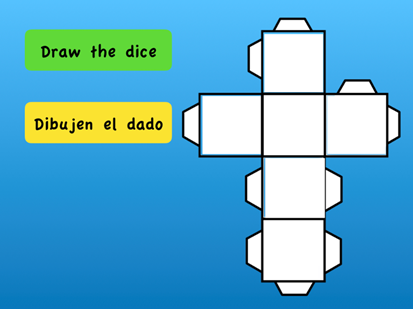 Draw the dice
Dibujen el dado